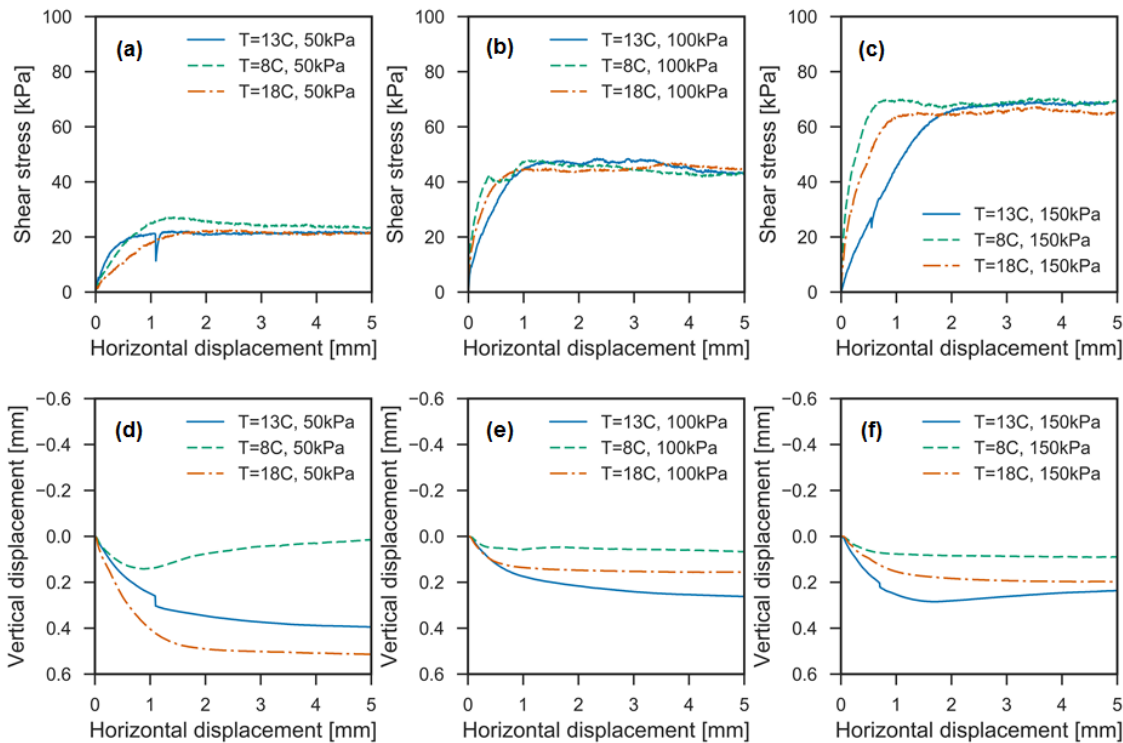 (a)
T=13C, 50kPa
T=8C, 50kPa
T=18C, 50kPa
Shear stress [kPa]
100
80
60
40
20
0
0 1 2 3 4 5
Horizontal displacement [mm]
(b)
T=13C, 100kPa
T=8C, 100kPa
T=18C, 100kPa
Shear stress [kPa]
100
80
60
40
20
0
0 1 2 3 4 5
Horizontal displacement [mm]
(c)
T=13C, 150kPa
T=8C, 150kPa
T=18C, 150kPa
Shear stress [kPa]
100
80
60
40
20
0
0 1 2 3 4 5
Horizontal displacement [mm]
(d)
T=13C, 50kPa
T=8C, 50kPa
T=18C, 50kPa
Vertical displacement [mm]
−0.6
−0.4
−0.2
0.0
0.2
0.4
0.6
0 1 2 3 4 5
Horizontal displacement [mm]
(e)
T=13C, 100kPa
T=8C, 100kPa
T=18C, 100kPa
Vertical displacement [mm]
−0.6
−0.4
−0.2
0.0
0.2
0.4
0.6
0 1 2 3 4 5
Horizontal displacement [mm]
(f)
T=13C, 150kPa
T=8C, 150kPa
T=18C, 150kPa
Vertical displacement [mm]
−0.6
−0.4
−0.2
0.0
0.2
0.4
0.6
0 1 2 3 4 5
Horizontal displacement [mm]